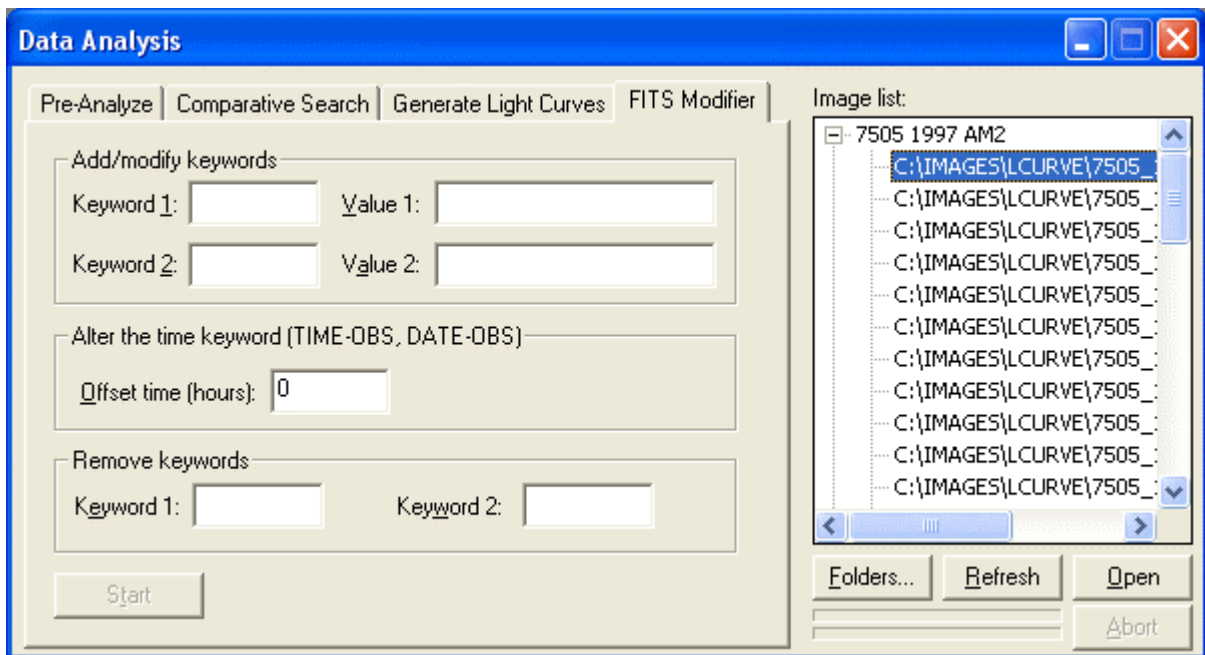 Data Analysis
Pre-Analyze Comparative Search Generate Light Curves FITS Modifier
Add/modify keywords
Keyword 1: Value 1:
Keyword 2: Value 2:
Alter the time keyword (TIME-OBS, DATE-OBS)
Offset time (hours): 0
Remove keywords
Keyword 1: Keyword 2:
Start
Image list:
7505 1997 AM2
C:\IMAGES\LCURVE\7505_
C:\IMAGES\LCURVE\7505_
C:\IMAGES\LCURVE\7505_
C:\IMAGES\LCURVE\7505_
C:\IMAGES\LCURVE\7505_
C:\IMAGES\LCURVE\7505_
C:\IMAGES\LCURVE\7505_
C:\IMAGES\LCURVE\7505_
C:\IMAGES\LCURVE\7505_
C:\IMAGES\LCURVE\7505_
C:\IMAGES\LCURVE\7505_
Folders... Refresh Open
Abort